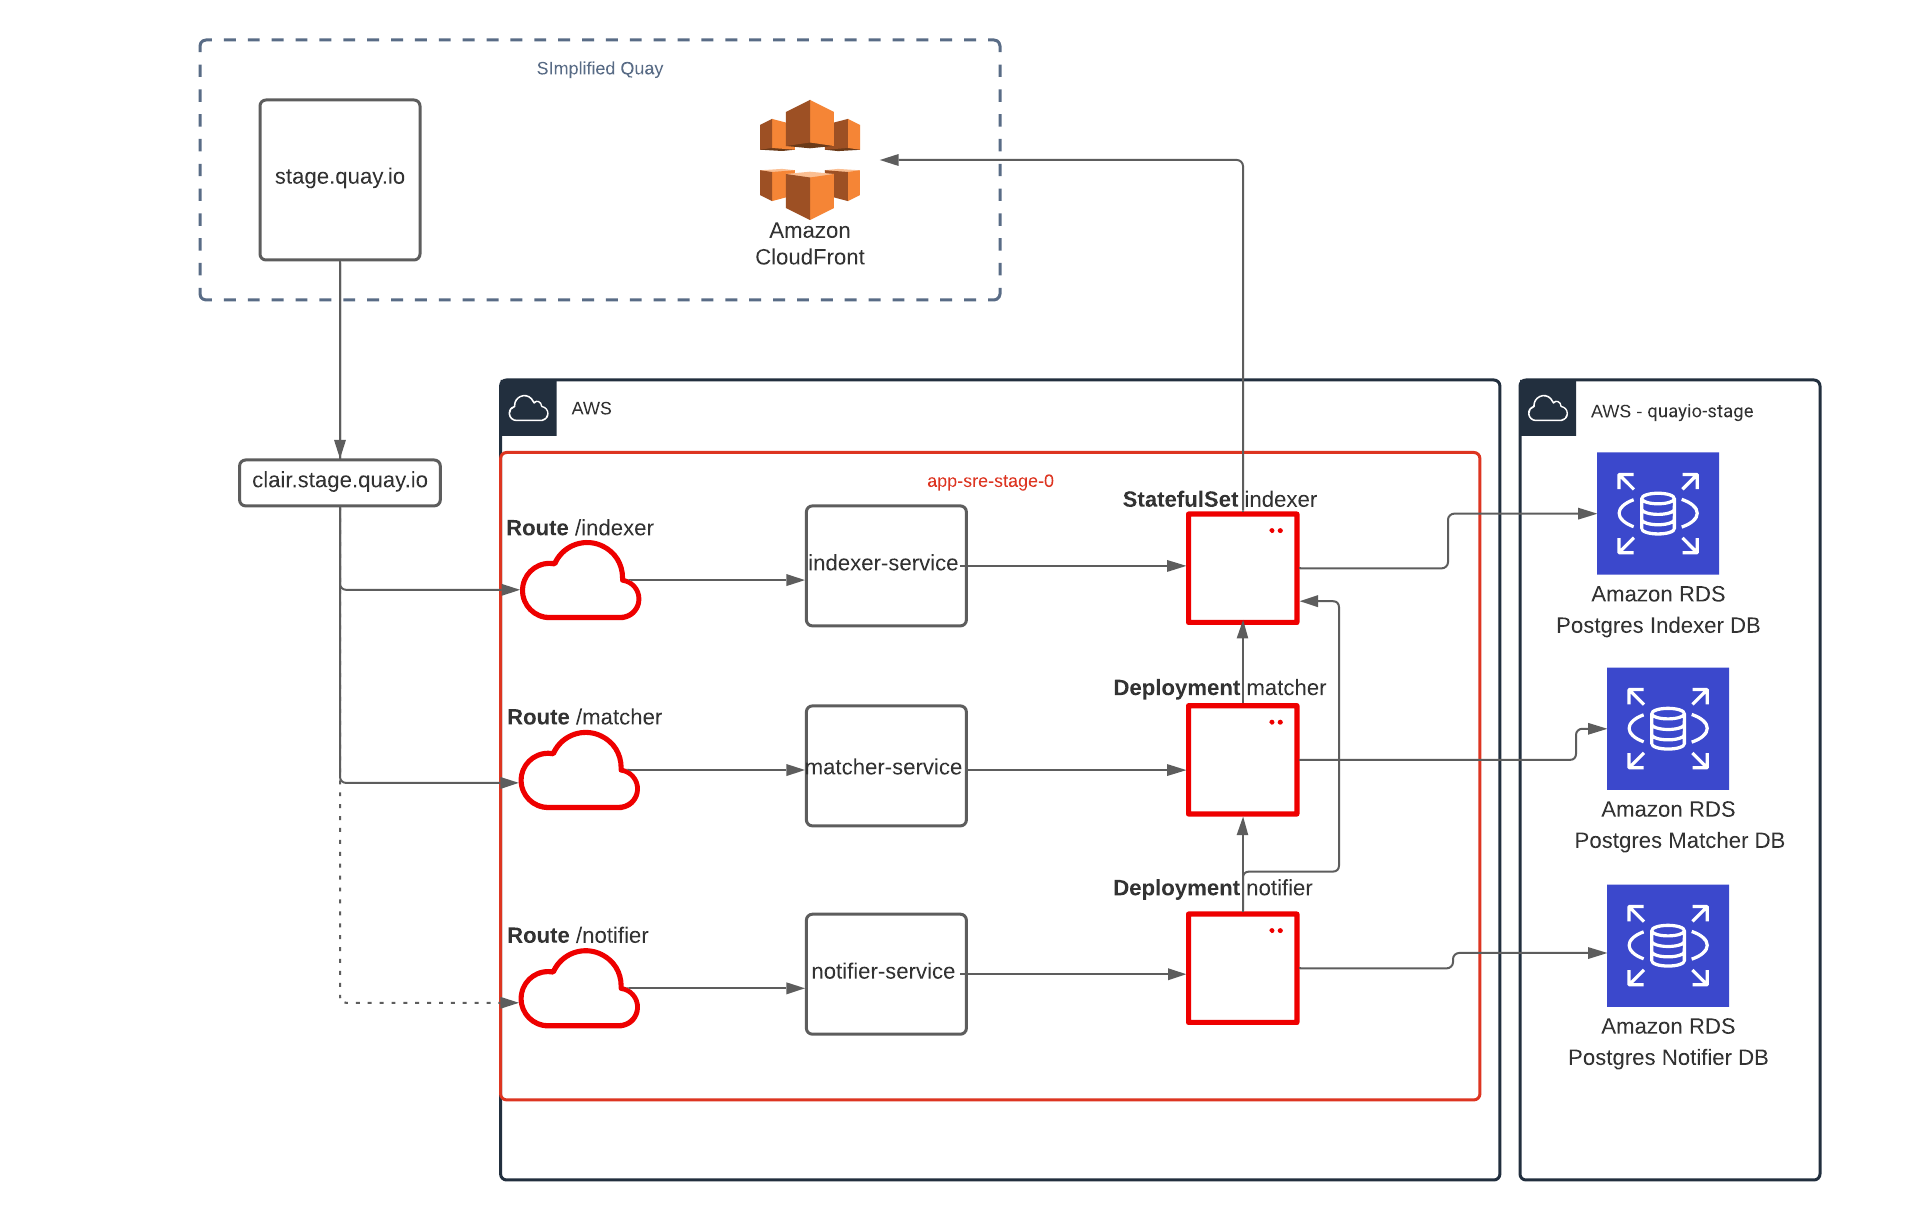 SImplified Quay
stage.quay.io
Amazon
CloudFront
AWS
AWS - quayio-stage
clair.stage.quay.io
app-sre-stage-0
Route /indexer
indexer-service
StatefulSet indexer
Amazon RDS
Postgres Indexer DB
Route /matcher
matcher-service
Deployment matcher
Amazon RDS
Postgres Matcher DB
Route /notifier
notifier-service
Deployment notifier
Amazon RDS
Postgres Notifier DB